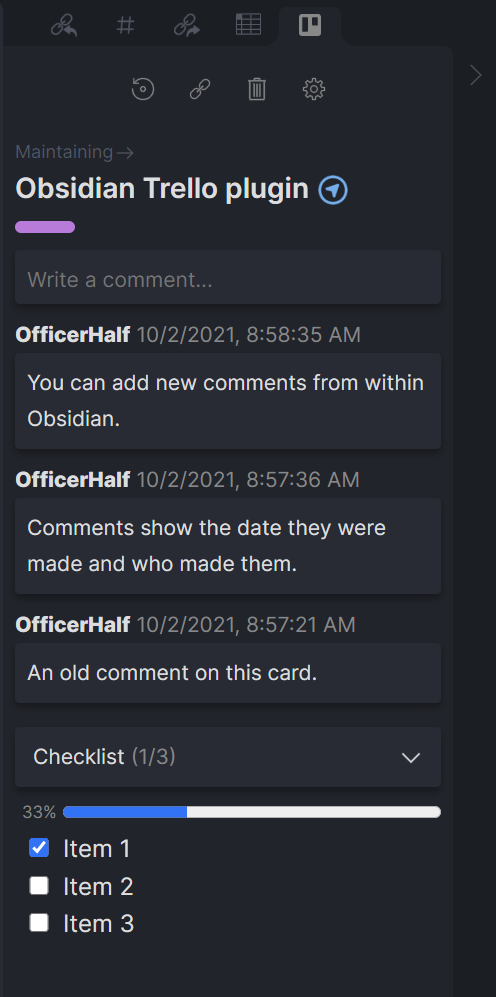 Maintaining
Obsidian Trello plugin
Write a comment...
OfficerHalf 10/2/2021, 8:58:35 AM
You can add new comments from within
Obsidian.
OfficerHalf 10/2/2021, 8:57:36 AM
Comments show the date they were
made and who made them.
OfficerHalf 10/2/2021, 8:57:21 AM
An old comment on this card.
Checklist (1/3)
33%
Item 1
Item 2
Item 3